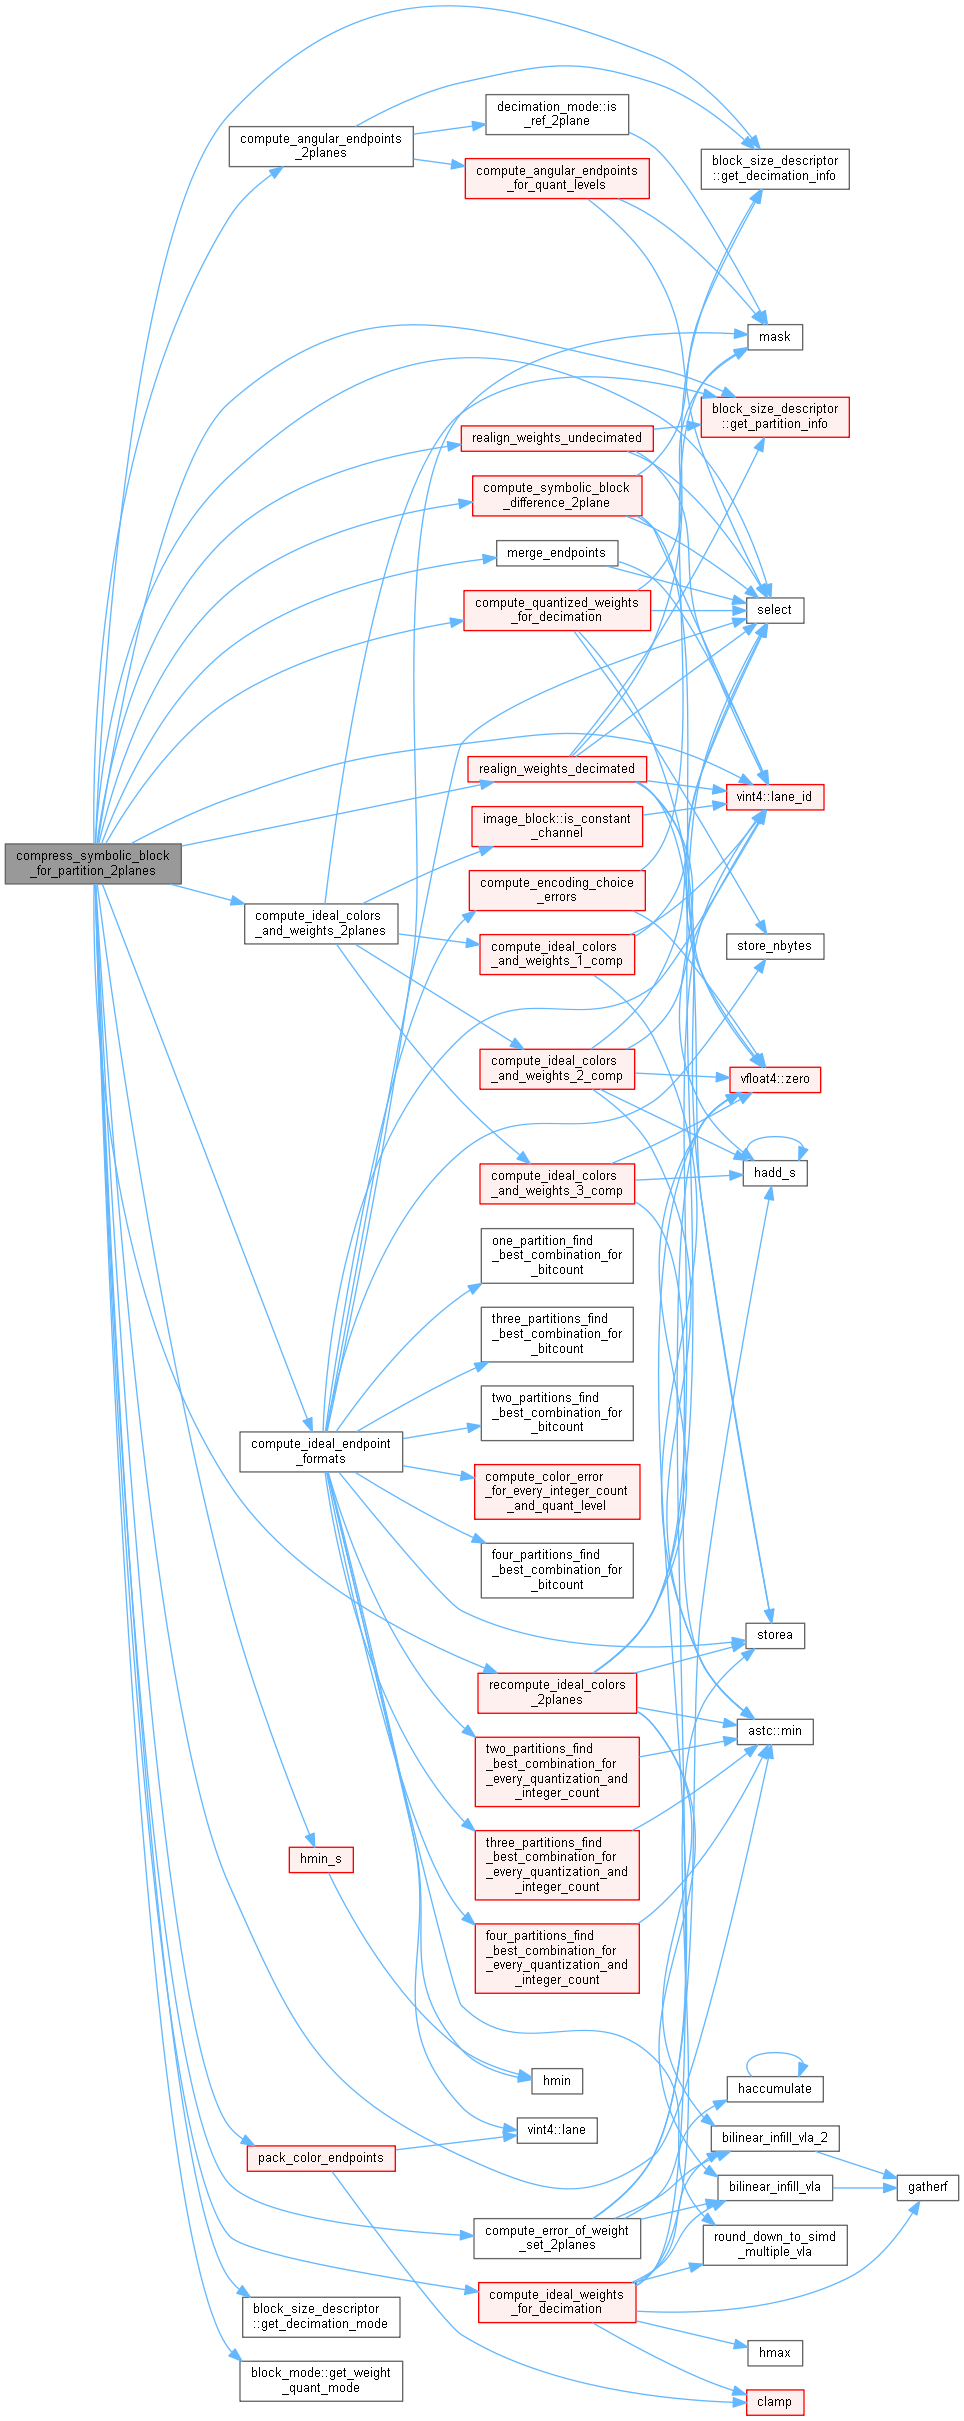 decimation_mode::is
_ref_2plane
compute_angular_endpoints
_2planes
block_size_descriptor
::get_decimation_info
compute_angular_endpoints
_for_quant_levels
mask
block_size_descriptor
::get_partition_info
realign_weights_undecimated
compute_symbolic_block
_difference_2plane
merge_endpoints
compute_quantized_weights
_for_decimation
select
realign_weights_decimated
vint4::lane_id
image_block::is_constant
_channel
compress_symbolic_block
_for_partition_2planes
compute_encoding_choice
_errors
compute_ideal_colors
_and_weights_2planes
store_nbytes
compute_ideal_colors
_and_weights_1_comp
compute_ideal_colors
_and_weights_2_comp
vfloat4::zero
hadd_s
compute_ideal_colors
_and_weights_3_comp
one_partition_find
_best_combination_for
_bitcount
three_partitions_find
_best_combination_for
_bitcount
two_partitions_find
_best_combination_for
_bitcount
compute_ideal_endpoint
_formats
compute_color_error
_for_every_integer_count
_and_quant_level
four_partitions_find
_best_combination_for
_bitcount
storea
recompute_ideal_colors
_2planes
astc::min
two_partitions_find
_best_combination_for
_every_quantization_and
_integer_count
hmin_s
three_partitions_find
_best_combination_for
_every_quantization_and
_integer_count
four_partitions_find
_best_combination_for
_every_quantization_and
_integer_count
hmin
haccumulate
vint4::lane
bilinear_infill_vla_2
pack_color_endpoints
bilinear_infill_vla
gatherf
compute_error_of_weight
_set_2planes
round_down_to_simd
_multiple_vla
compute_ideal_weights
_for_decimation
block_size_descriptor
::get_decimation_mode
hmax
block_mode::get_weight
_quant_mode
clamp